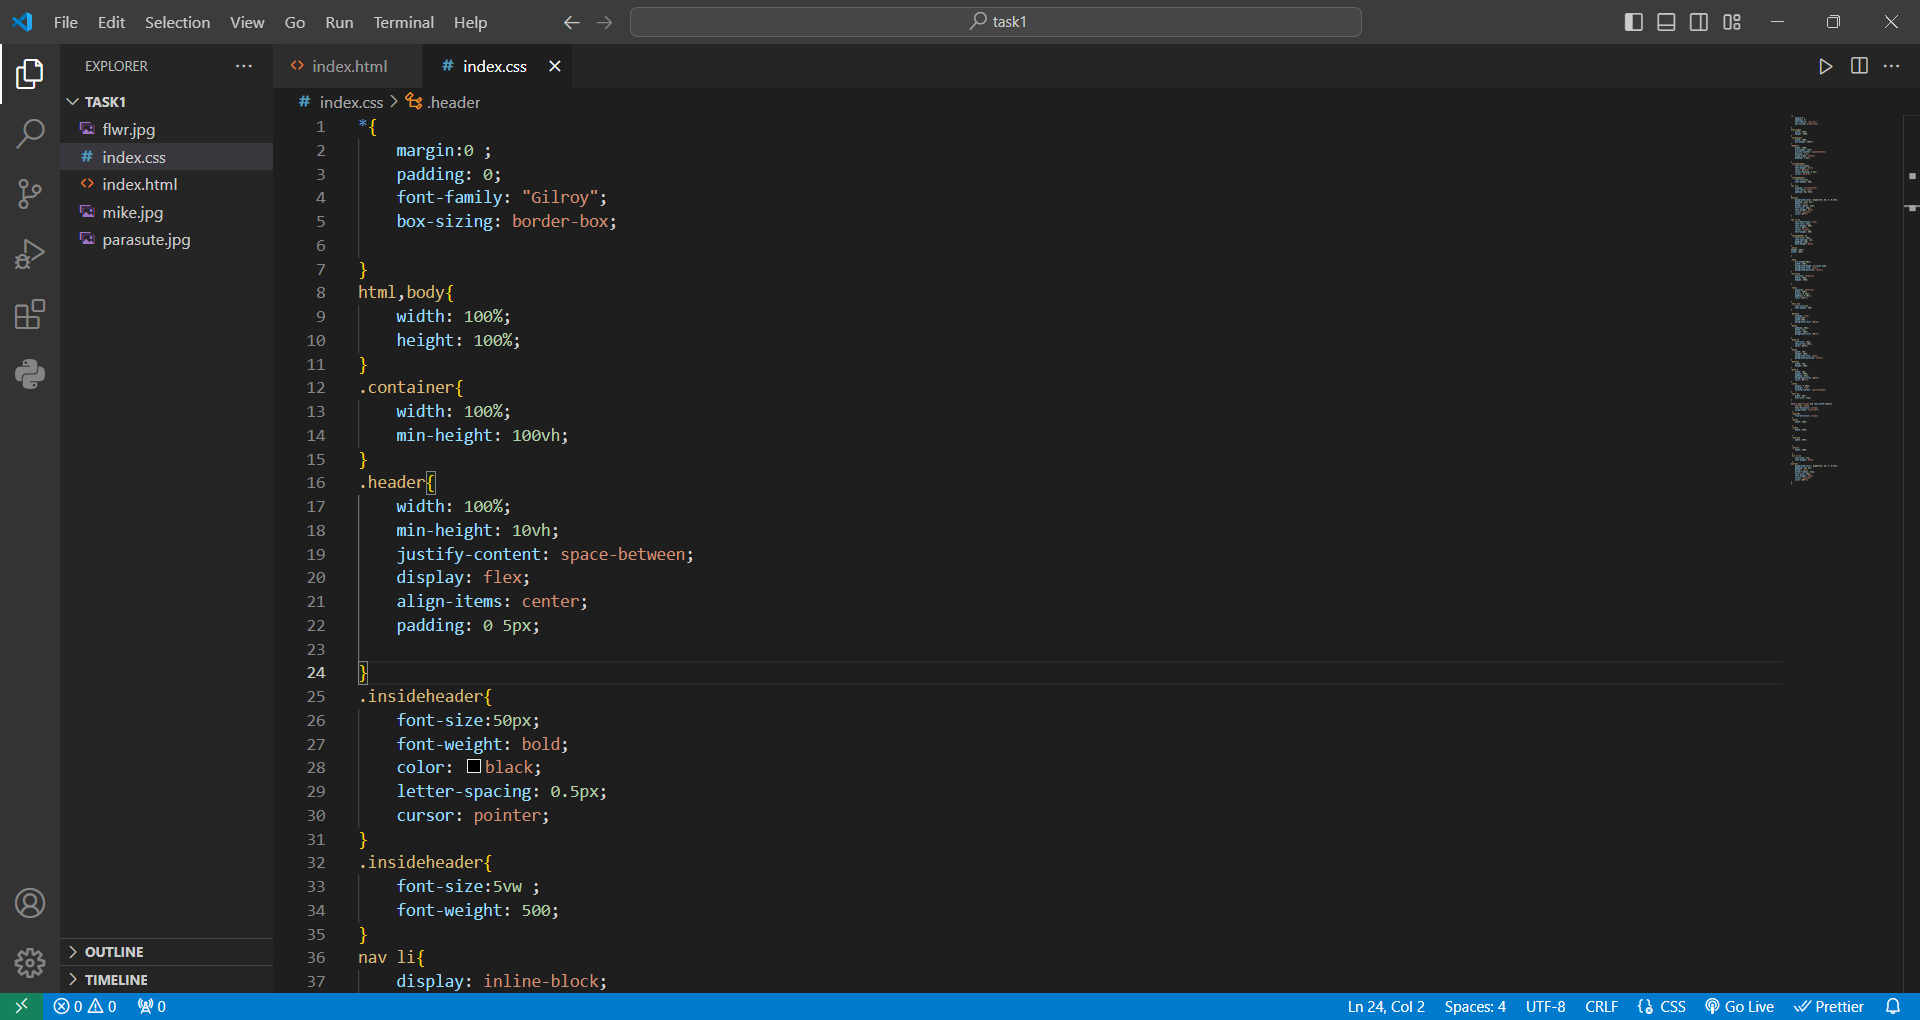 File Edit Selection View Go Run Terminal Help
task1
EXPLORER
TASK1
flwr.jpg
index.css
index.html
mike.jpg
parasute.jpg
OUTLINE
TIMELINE
index.html
# index.css
# index.css > .header
1 *{
2 margin:0 ;
3 padding: 0;
4 font-family: "Gilroy";
5 box-sizing: border-box;
6
7 }
8 html,body{
9 width: 100%;
10 height: 100%;
11 }
12 .container{
13 width: 100%;
14 min-height: 100vh;
15 }
16 .header{
17 width: 100%;
18 min-height: 10vh;
19 justify-content: space-between;
20 display: flex;
21 align-items: center;
22 padding: 0 5px;
23
24 }
25 .insideheader{
26 font-size:50px;
27 font-weight: bold;
28 color: black;
29 letter-spacing: 0.5px;
30 cursor: pointer;
31 }
32 .insideheader{
33 font-size:5vw ;
34 font-weight: 500;
35 }
36 nav li{
37 display: inline-block;
0 0 0
Ln 24, Col 2 Spaces: 4 UTF-8 CRLF CSS Go Live Prettier